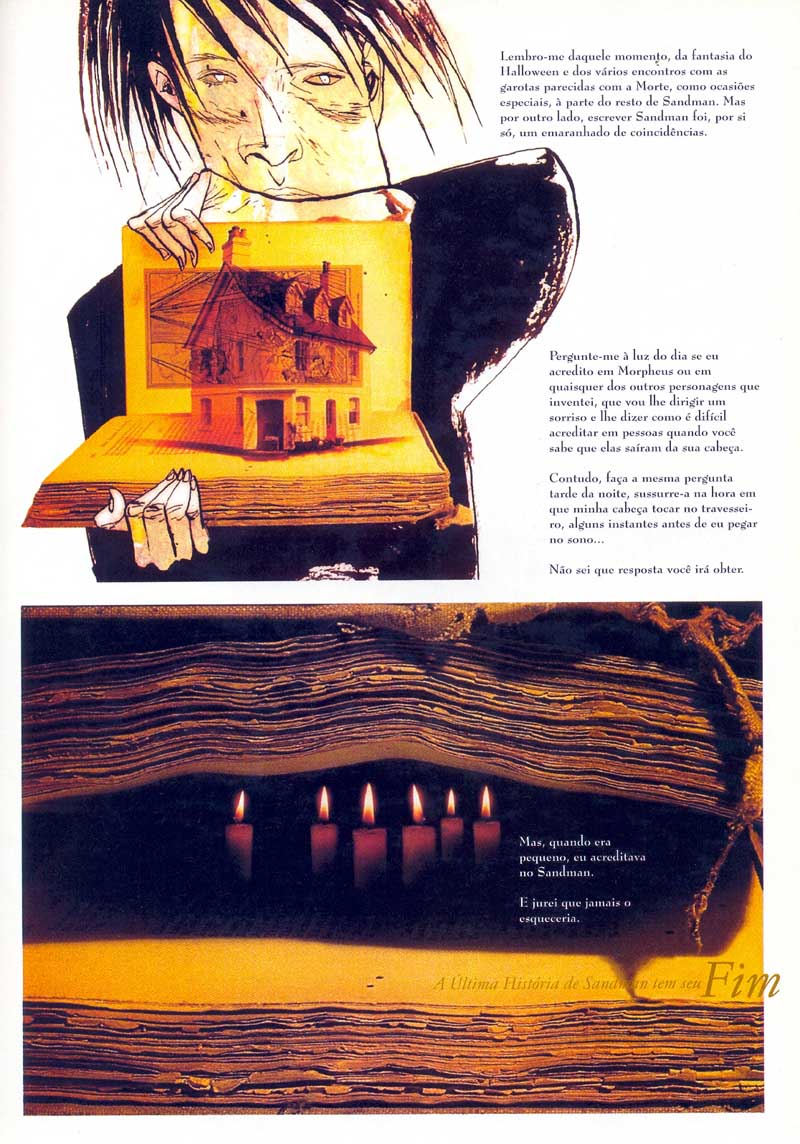 Lembro-me daquele momento, da fantasia do
Halloween e dos vários encontros com as
garotas parecidas com a Morte, como ocasiões
especiais, à parte do resto de Sandman. Mas
por outro lado, escrever Sandman foi, por si
só, um emaranhado de coincidências.
Pergunte-me à luz do dia se eu
acredito em Morpheus ou em
quaisquer dos outros personagens que
inventei, que vou lhe dirigir um
sorriso e lhe dizer como é difícil
acreditar em pessoas quando você
sabe que elas saíram da sua cabeça.
Contudo, faça a mesma pergunta
tarde da noite, sussurre-a na hora em
que minha cabeça tocar no travessei-
ro, alguns instantes antes de eu pegar
no sono...
Não sei que resposta você irá obter.
Mas, quando era
pequeno, eu acreditava
no Sandman.
E jurei que jamais o
esqueceria.
A Última História de Sandman tem seu Fim